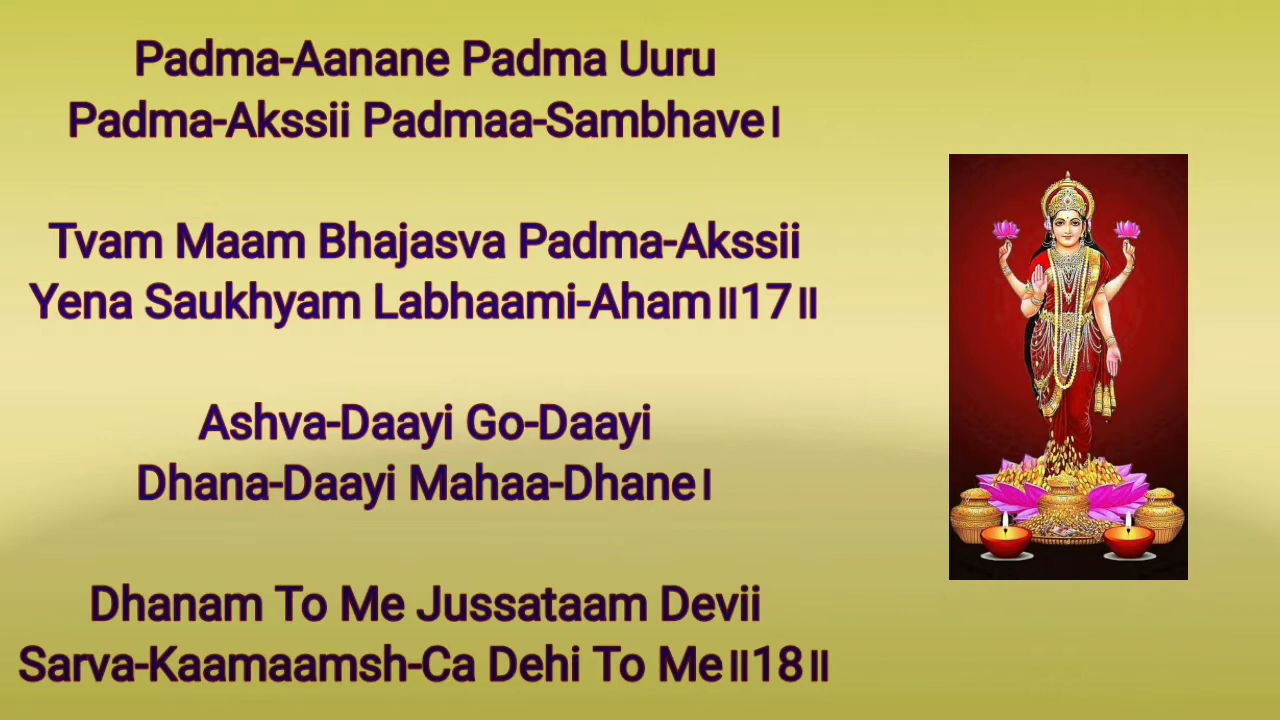 Padma-Aanane Padma Uuru
Padma-Akssii Padmaa-Sambhave।
Tvam Maam Bhajasva Padma-Akssii
Yena Saukhyam Labhaami-Aham॥17॥
Ashva-Daayi Go-Daayi
Dhana-Daayi Mahaa-Dhane।
Dhanam To Me Jussataam Devii
Sarva-Kaamaamsh-Ca Dehi To Me॥18॥